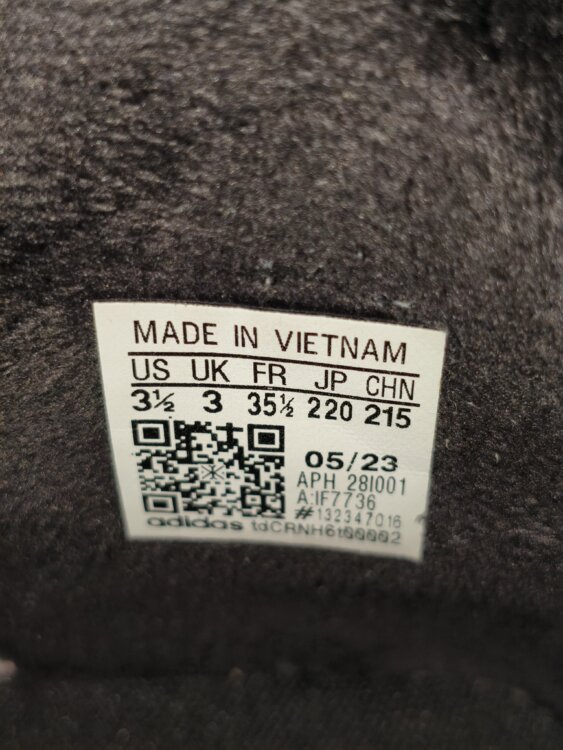 MADE IN VIETNAM
US UK FR JP CHN
3½ 3 35½ 220 215
05/23
APH 28I001
A:IF7736
#132347016
adidas tdCRNH6t00002